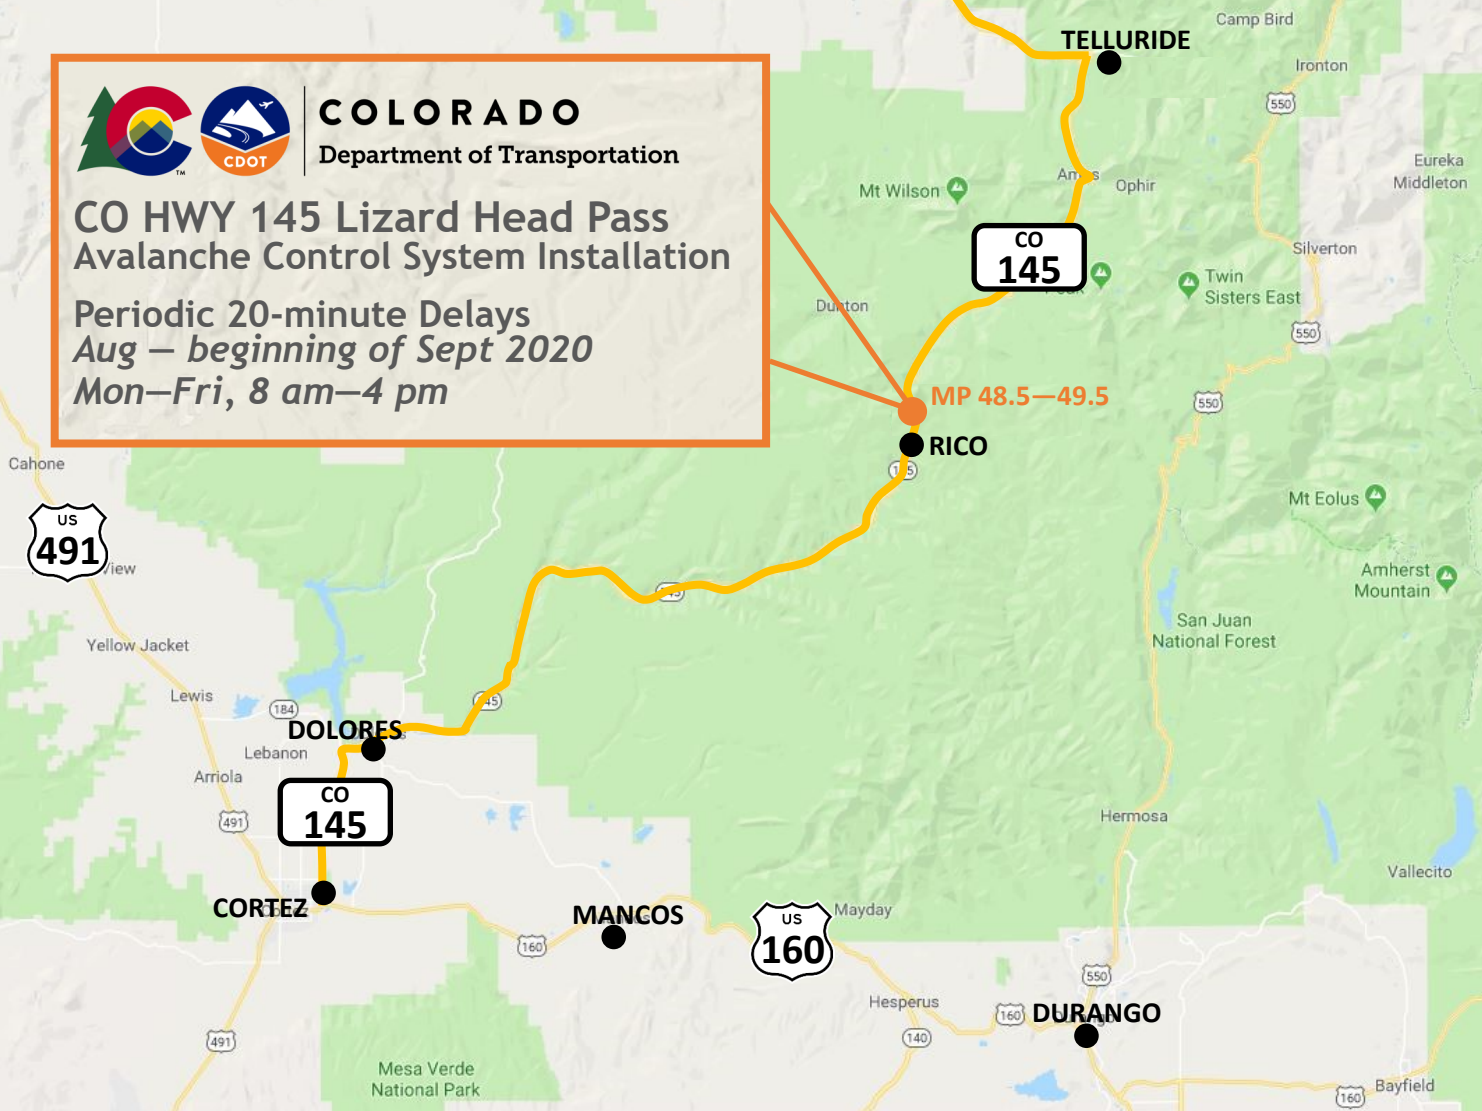 TELLURIDE
Camp Bird
Ironton
550
COLORADO
Department of Transportation
CDOT
TM
CO HWY 145 Lizard Head Pass
Avalanche Control System Installation
Periodic 20-minute Delays
Aug — beginning of Sept 2020
Mon—Fri, 8 am—4 pm
Eureka
Middleton
Mt Wilson
Ophir
CO
145
Silverton
Twin
Sisters East
Dunton
550
MP 48.5—49.5
550
RICO
Cahone
Mt Eolus
US
491
View
Amherst
Mountain
San Juan
National Forest
Yellow Jacket
Lewis
184
DOLORES
Lebanon
Arriola
CO
145
491
Hermosa
Vallecito
CORTEZ
MANCOS
Mayday
US
160
160
550
Hesperus
160
DURANGO
140
491
Mesa Verde
National Park
Bayfield
160